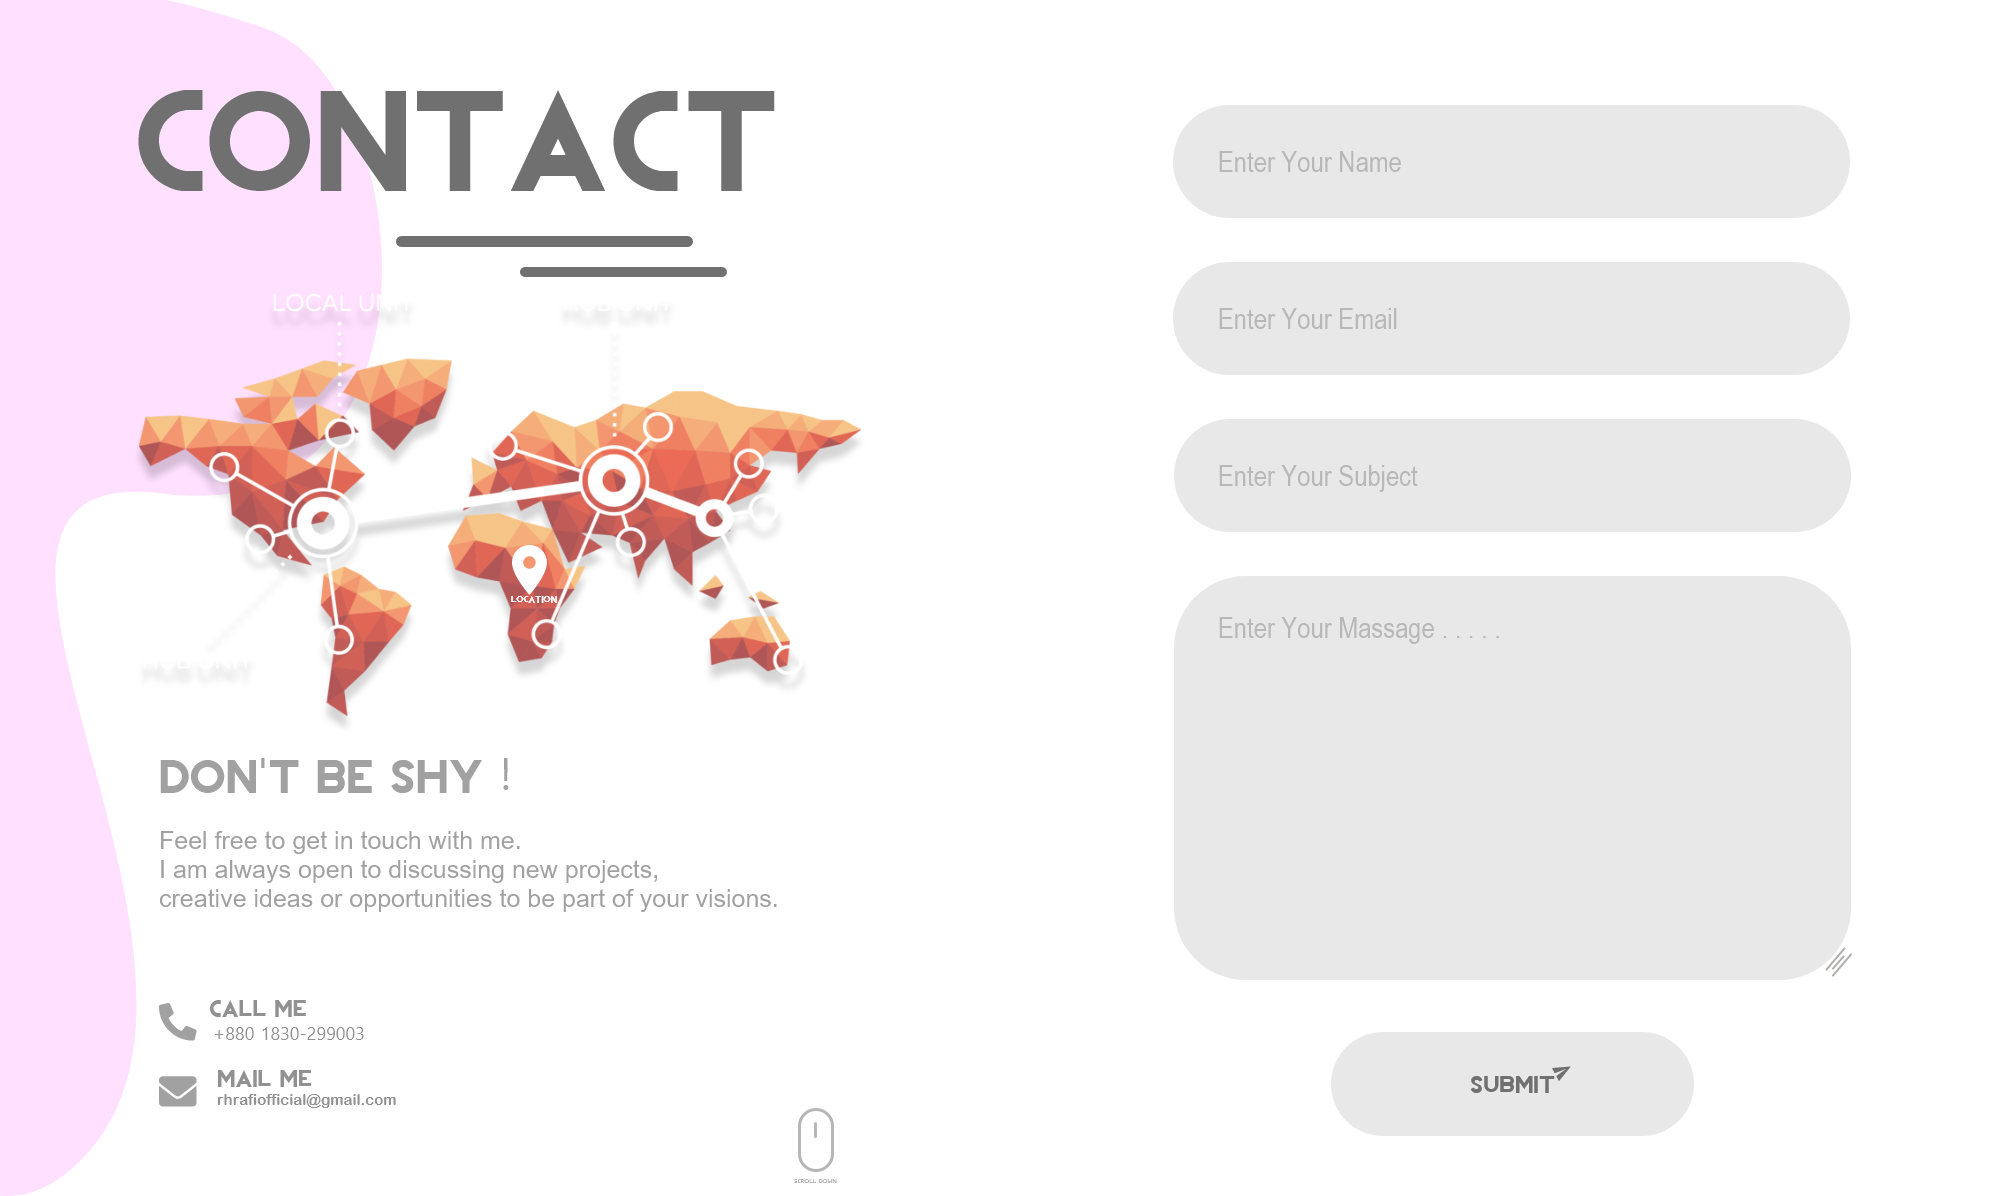 CONTACT
LOCAL UNIT
HUB UNIT
LOCATION
HUB UNIT
DON'T BE SHY !
Feel free to get in touch with me.
I am always open to discussing new projects,
creative ideas or opportunities to be part of your visions.
CALL ME
+880 1830-299003
MAIL ME
rhrafiofficial@gmail.com
SCROLL DOWN
Enter Your Name
Enter Your Email
Enter Your Subject
Enter Your Massage . . . . .
SUBMIT